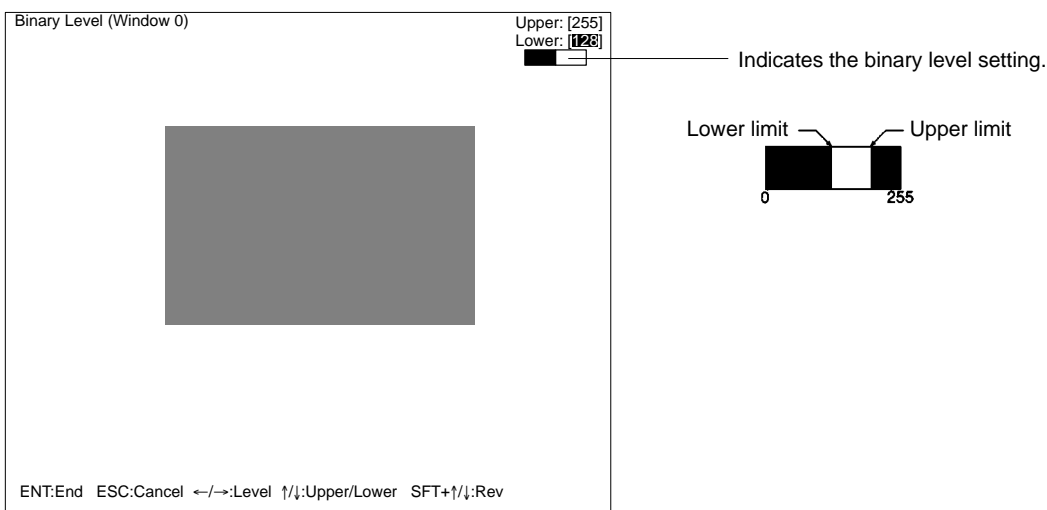 Binary Level (Window 0)
Upper: [255]
Lower: [128]
Indicates the binary level setting.
Lower limit
Upper limit
0
255
ENT:End ESC:Cancel ←/→:Level ↑/↓:Upper/Lower SFT+↑/↓:Rev